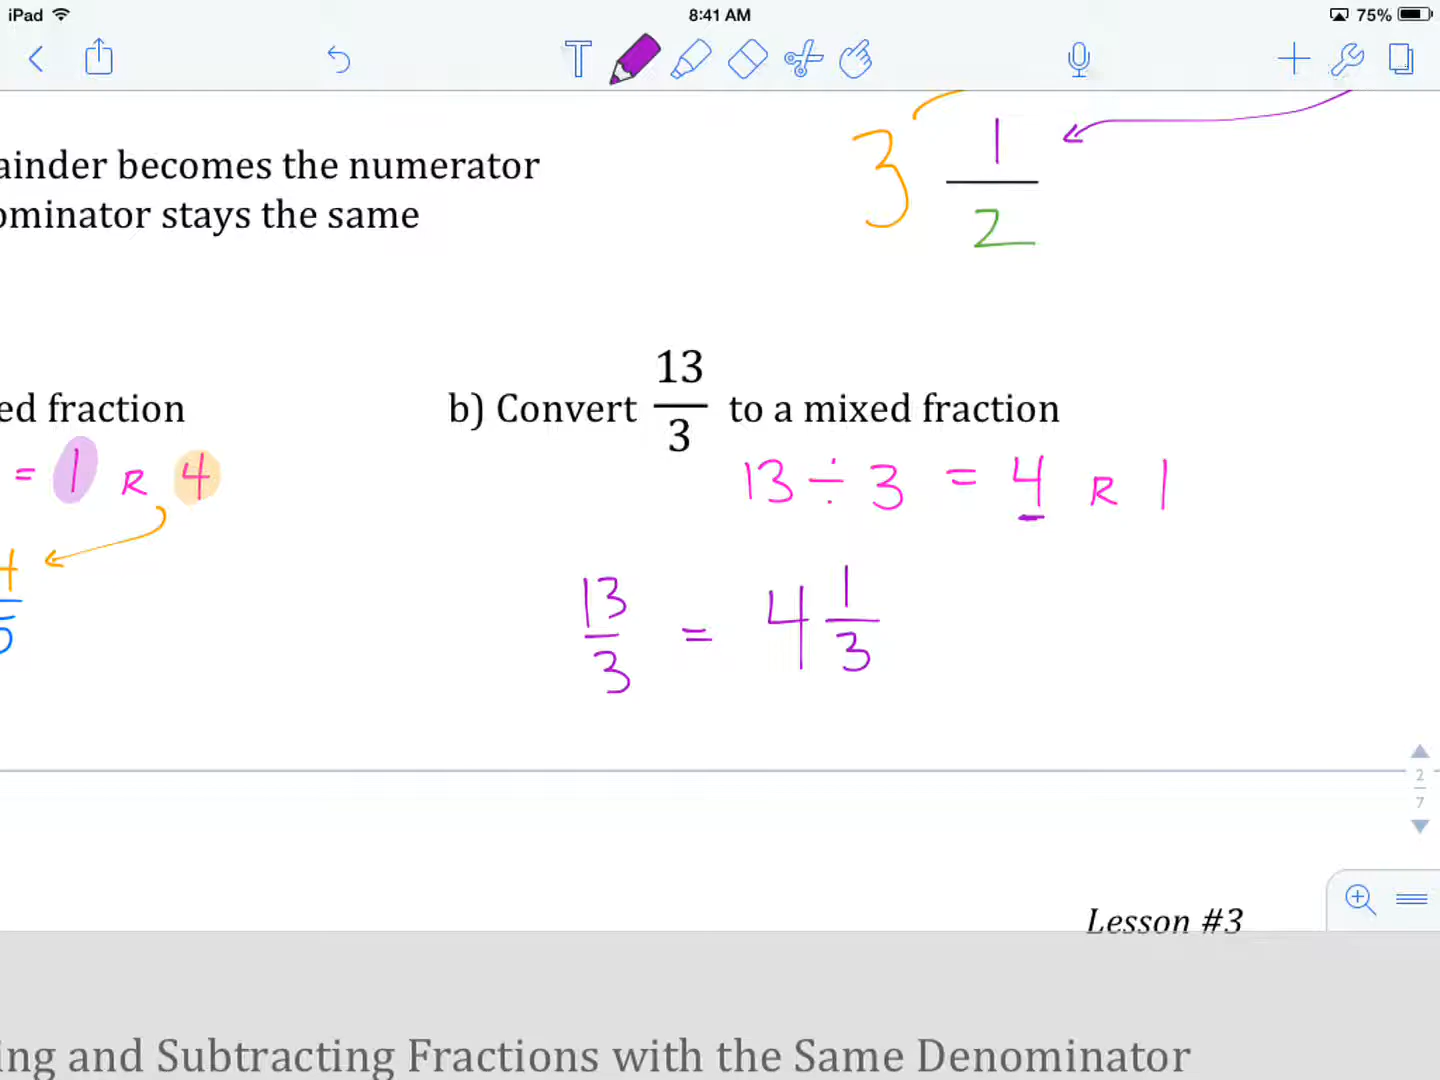 iPad 8:41 AM 75%
T
ainder becomes the numerator
ominator stays the same
3 1/2
ed fraction
= 1 R 4
4/5
b) Convert 13/3 to a mixed fraction
13 ÷ 3 = 4 R 1
13/3 = 4 1/3
2
7
Lesson #3
ing and Subtracting Fractions with the Same Denominator